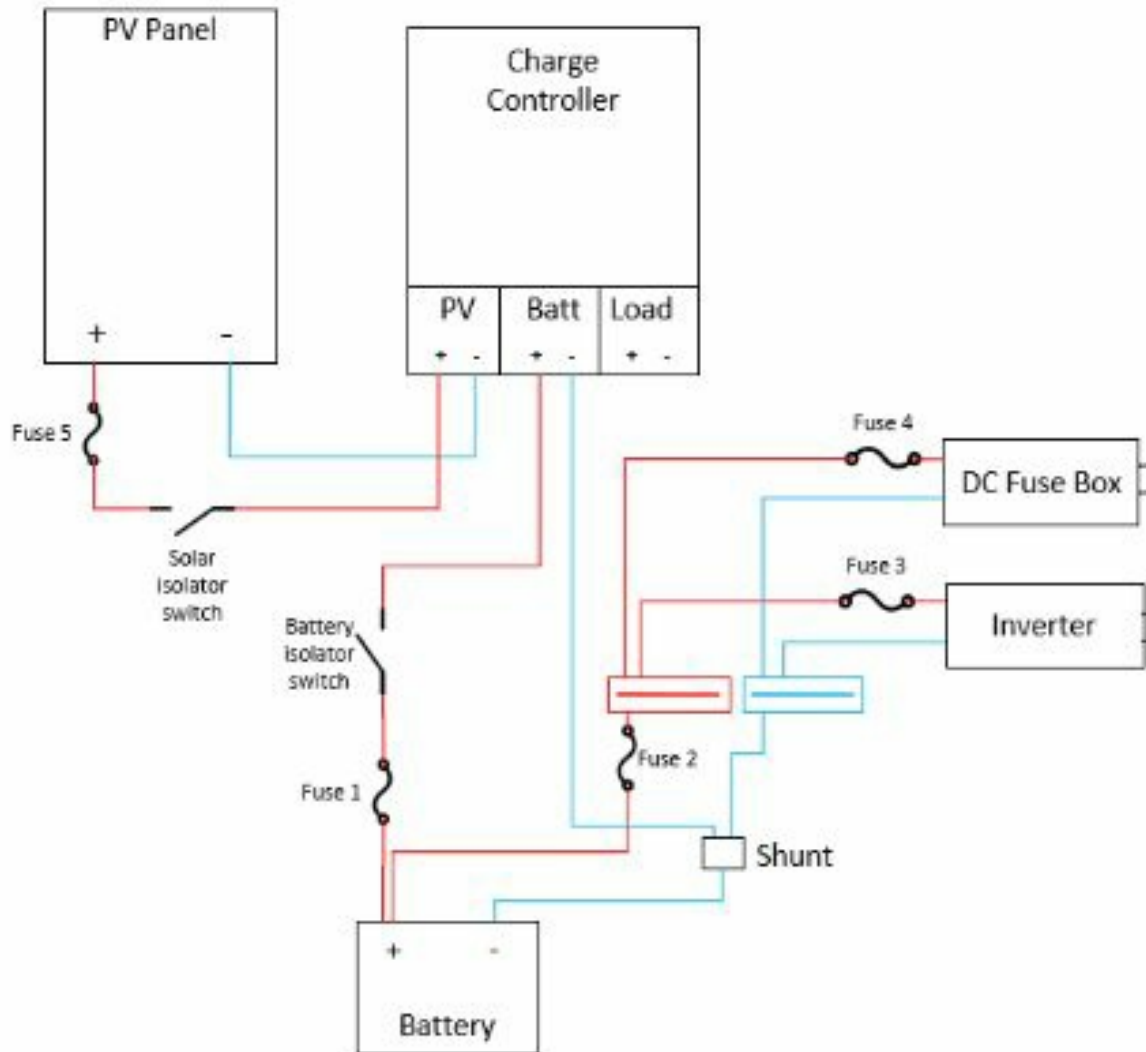 PV Panel
+ -
Charge
Controller
PV Batt Load
+ - + - + -
Fuse 5
Solar
isolator
switch
Battery
isolator
switch
Fuse 1
Fuse 4
DC Fuse Box
Fuse 3
Inverter
Fuse 2
Shunt
+ -
Battery